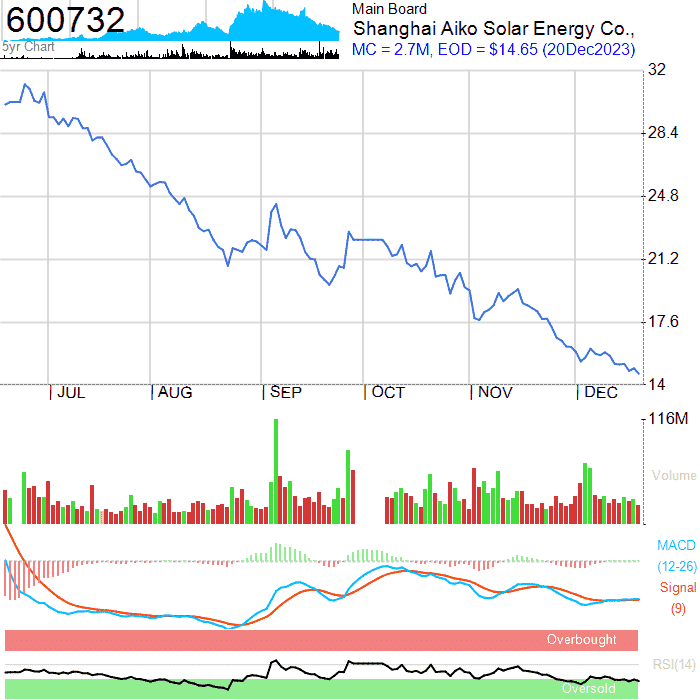 600732
Main Board
Shanghai Aiko Solar Energy Co.,
5yr Chart
MC = 2.7M, EOD = $14.65 (20Dec2023)
32
28.4
24.8
21.2
17.6
14
JUL
AUG
SEP
OCT
NOV
DEC
116M
Volume
MACD
(12-26)
Signal
(9)
Overbought
RSI(14)
Oversold